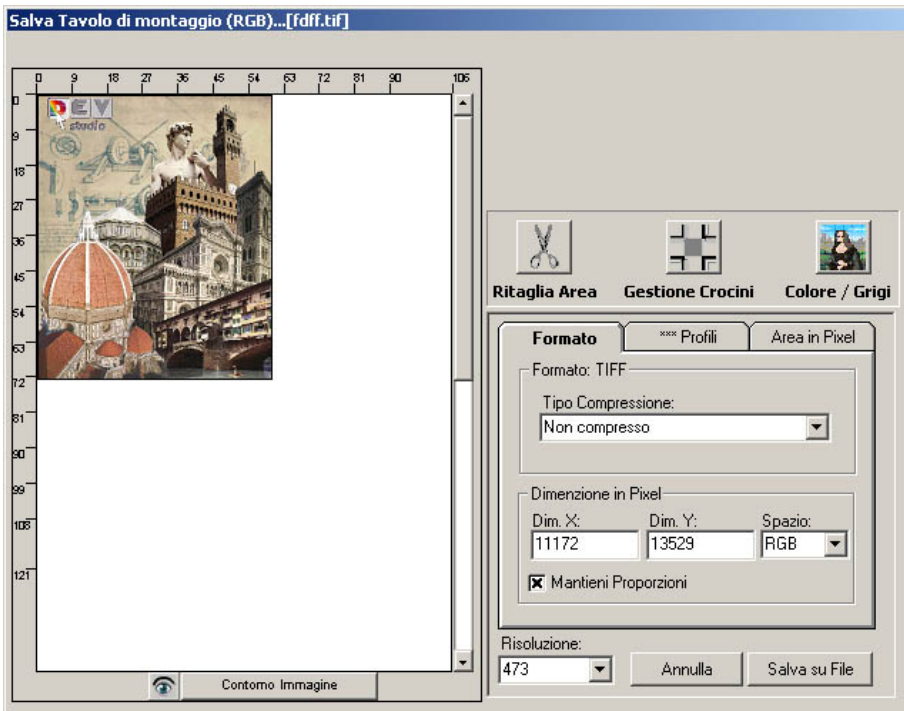 Salva Tavolo di montaggio (RGB)...[fdff.tif]
0 9 18 27 36 45 54 63 72 81 90 106
0
9
18
27
36
45
54
63
72
81
90
99
108
121
DEV
studio
Ritaglia Area Gestione Crocini Colore / Grigi
Formato *** Profili Area in Pixel
Formato: TIFF
Tipo Compressione:
Non compresso
Dimenzione in Pixel
Dim. X: Dim. Y: Spazio:
11172 13529 RGB
Mantieni Proporzioni
Risoluzione:
473 Annulla Salva su File
Contorno Immagine